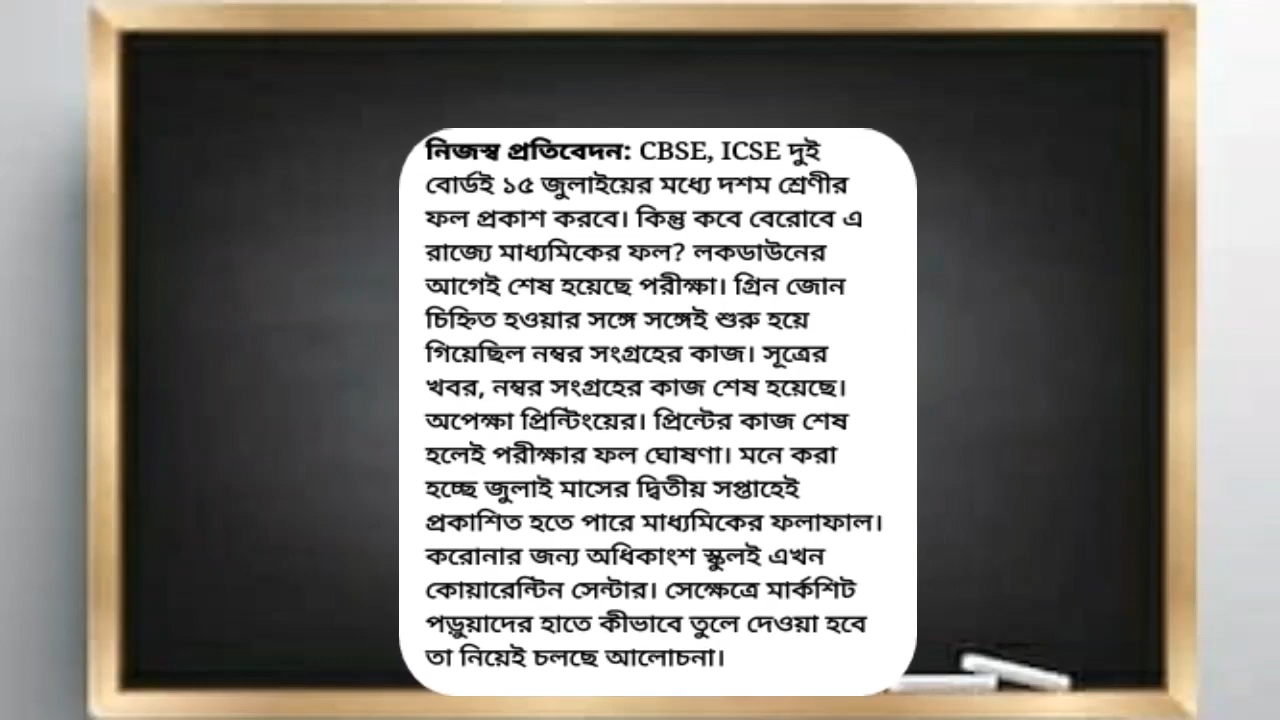 নিজস্ব প্রতিবেদন: CBSE, ICSE দুই
বোর্ডই ১৫ জুলাইয়ের মধ্যে দশম শ্রেণীর
ফল প্রকাশ করবে। কিন্তু কবে বেরোবে এ
রাজ্যে মাধ্যমিকের ফল? লকডাউনের
আগেই শেষ হয়েছে পরীক্ষা। গ্রিন জোন
চিহ্নিত হওয়ার সঙ্গে সঙ্গেই শুরু হয়ে
গিয়েছিল নম্বর সংগ্রহের কাজ। সূত্রের
খবর, নম্বর সংগ্রহের কাজ শেষ হয়েছে।
অপেক্ষা প্রিন্টিংয়ের। প্রিন্টের কাজ শেষ
হলেই পরীক্ষার ফল ঘোষণা। মনে করা
হচ্ছে জুলাই মাসের দ্বিতীয় সপ্তাহেই
প্রকাশিত হতে পারে মাধ্যমিকের ফলাফাল।
করোনার জন্য অধিকাংশ স্কুলই এখন
কোয়ারেন্টিন সেন্টার। সেক্ষেত্রে মার্কশিট
পড়ুয়াদের হাতে কীভাবে তুলে দেওয়া হবে
তা নিয়েই চলছে আলোচনা।